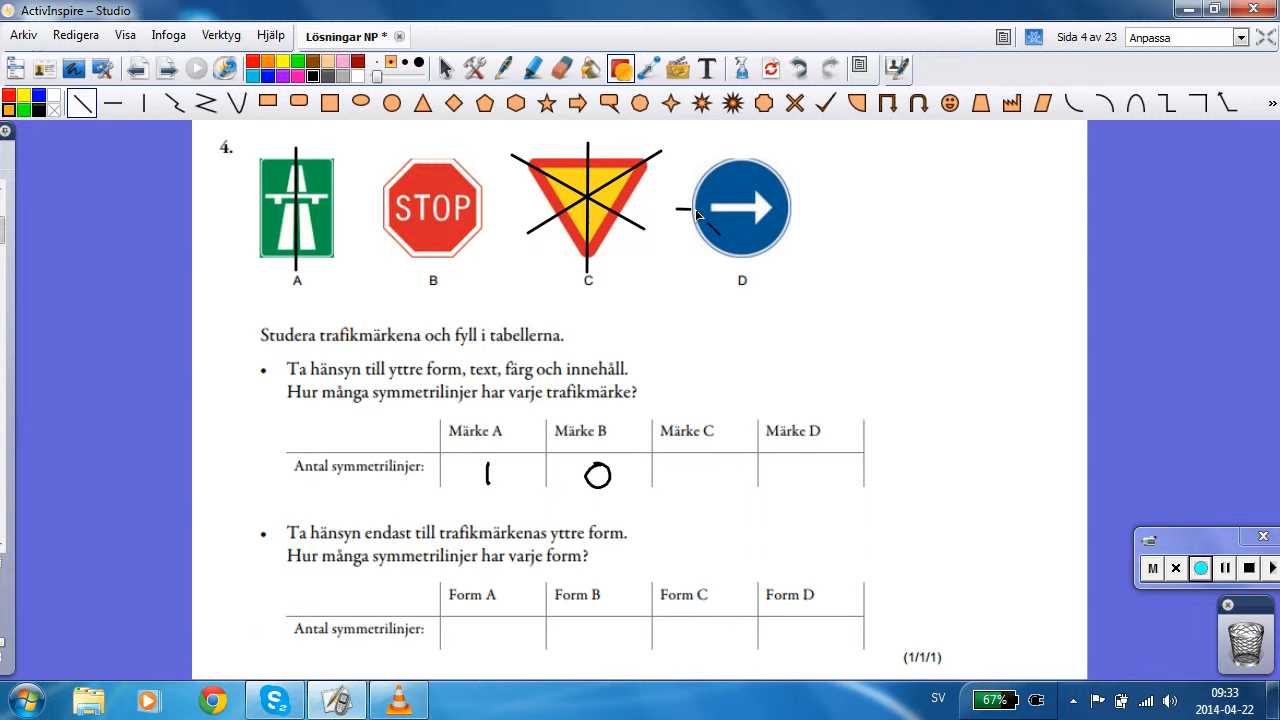 ActivInspire – Studio
Arkiv Redigera Visa Infoga Verktyg Hjälp Lösningar NP * Sida 4 av 23 Anpassa
4.
STOP
A B C D
Studera trafikmärkena och fyll i tabellerna.
• Ta hänsyn till yttre form, text, färg och innehåll.
Hur många symmetrilinjer har varje trafikmärke?
Märke A Märke B Märke C Märke D
Antal symmetrilinjer: 1 0
• Ta hänsyn endast till trafikmärkenas yttre form.
Hur många symmetrilinjer har varje form?
Form A Form B Form C Form D
Antal symmetrilinjer:
(1/1/1)
M
SV 67% 09:33
2014-04-22